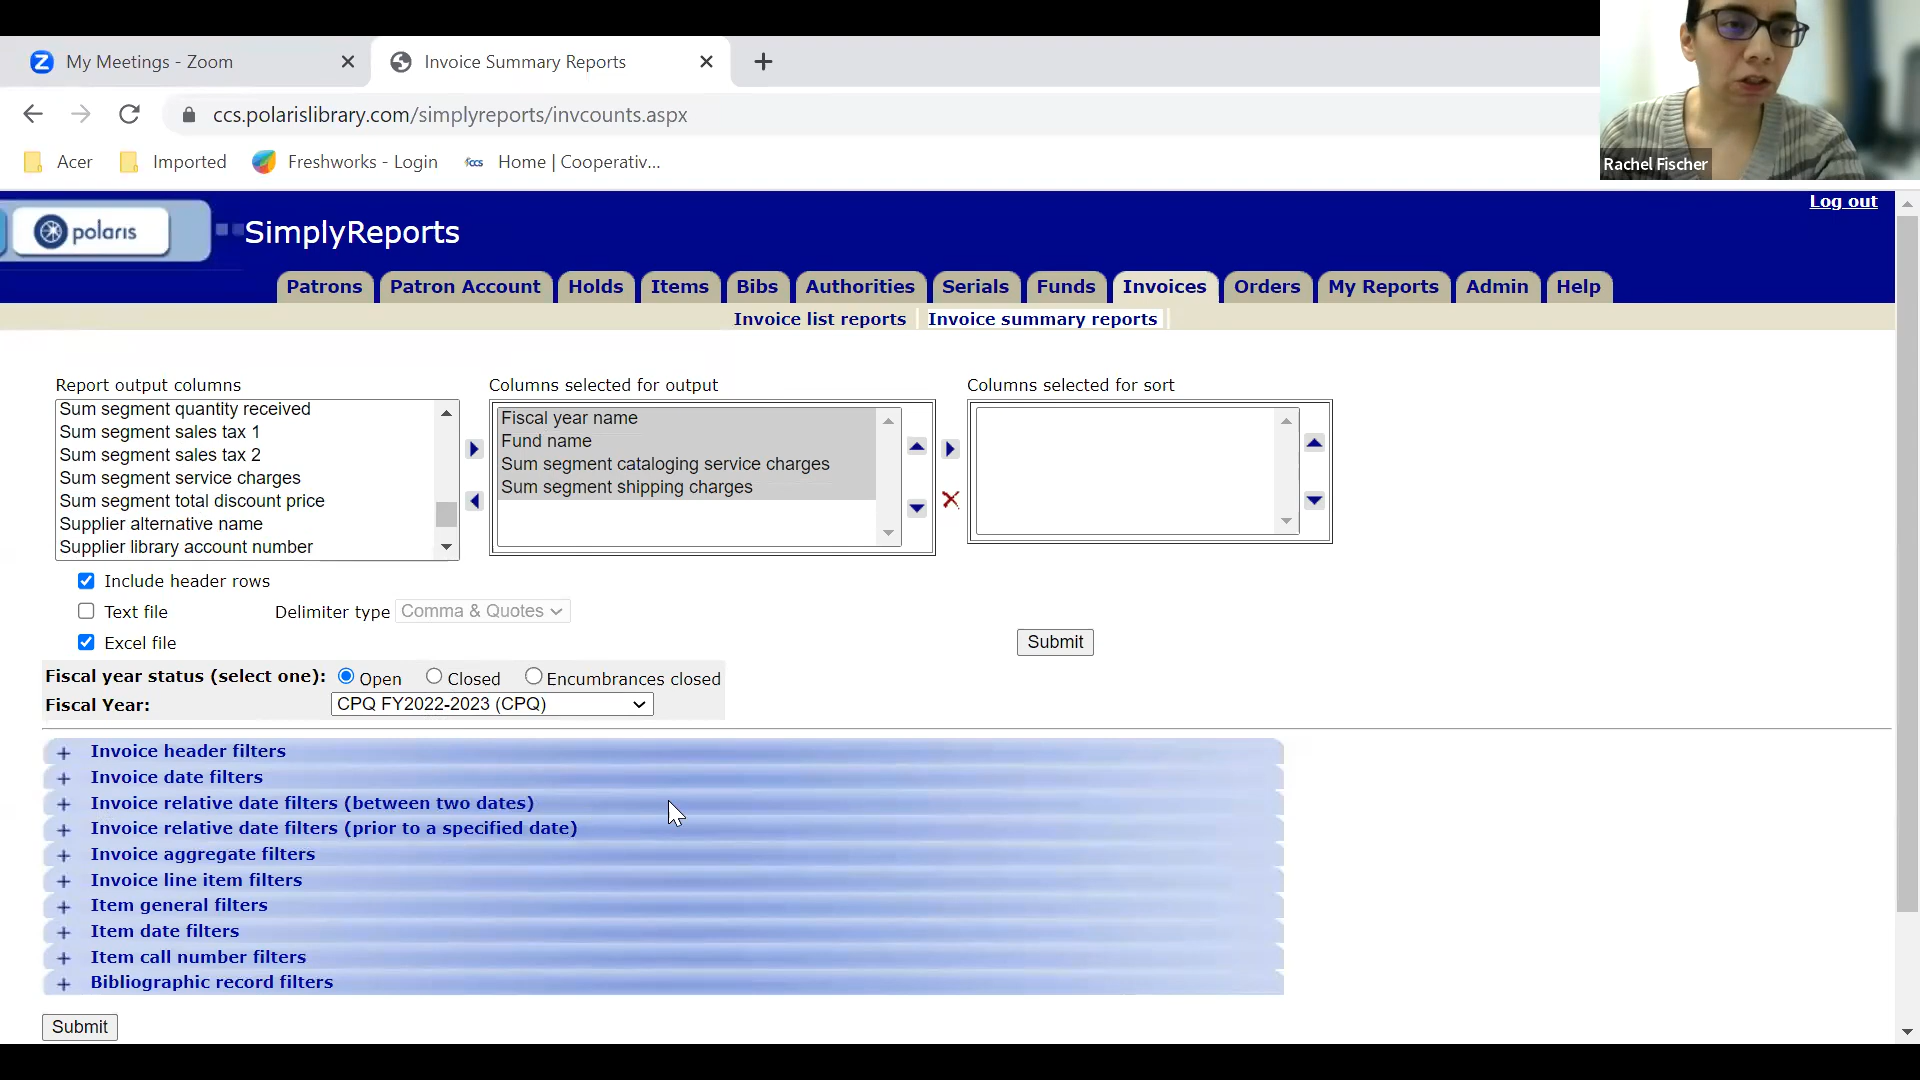 My Meetings - Zoom
Invoice Summary Reports
ccs.polarislibrary.com/simplyreports/invcounts.aspx
Acer
Imported
Freshworks - Login
ccs
Home | Cooperativ...
Rachel Fischer
Log out
polaris
SimplyReports
Patrons
Patron Account
Holds
Items
Bibs
Authorities
Serials
Funds
Invoices
Orders
My Reports
Admin
Help
Invoice list reports
Invoice summary reports
Report output columns
Sum segment quantity received
Sum segment sales tax 1
Sum segment sales tax 2
Sum segment service charges
Sum segment total discount price
Supplier alternative name
Supplier library account number
Columns selected for output
Fiscal year name
Fund name
Sum segment cataloging service charges
Sum segment shipping charges
Columns selected for sort
Include header rows
Text file
Delimiter type Comma & Quotes
Excel file
Submit
Fiscal year status (select one): Open Closed Encumbrances closed
Fiscal Year: CPQ FY2022-2023 (CPQ)
+ Invoice header filters
+ Invoice date filters
+ Invoice relative date filters (between two dates)
+ Invoice relative date filters (prior to a specified date)
+ Invoice aggregate filters
+ Invoice line item filters
+ Item general filters
+ Item date filters
+ Item call number filters
+ Bibliographic record filters
Submit